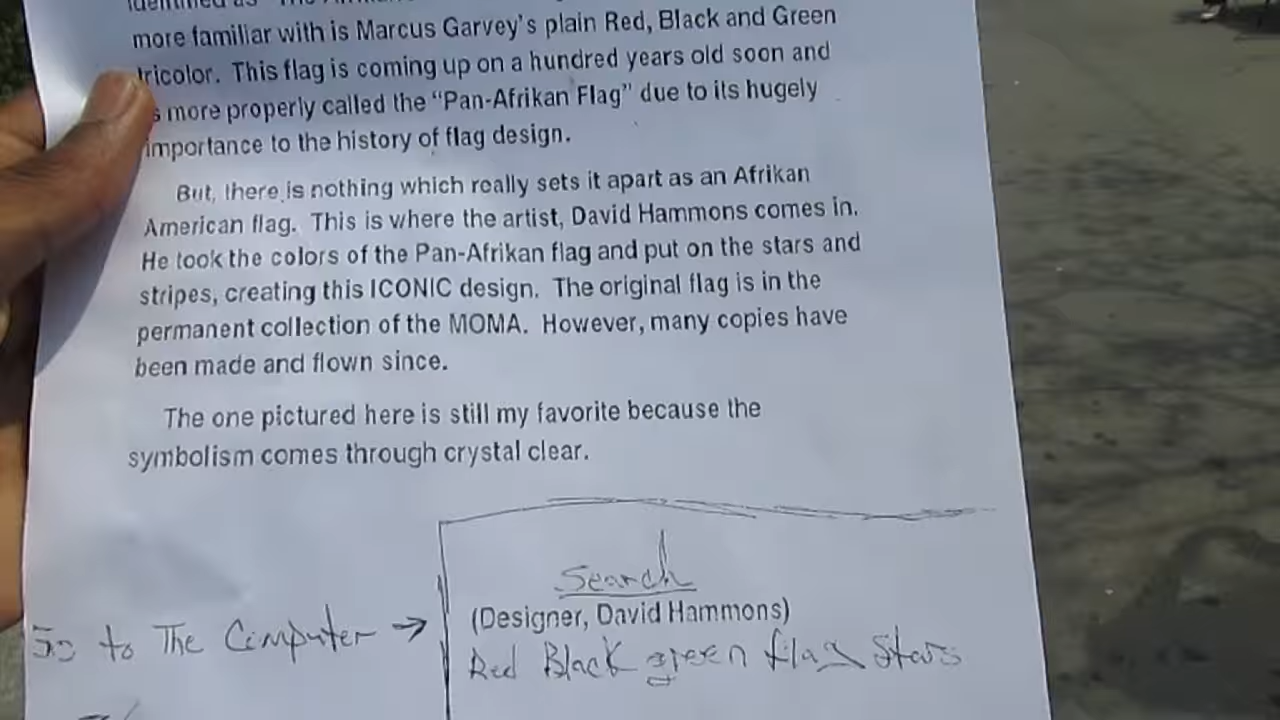 more familiar with is Marcus Garvey's plain Red, Black and Green
tricolor. This flag is coming up on a hundred years old soon and
more properly called the "Pan-Afrikan Flag" due to its hugely
importance to the history of flag design.
But, there is nothing which really sets it apart as an Afrikan
American flag. This is where the artist, David Hammons comes in.
He took the colors of the Pan-Afrikan flag and put on the stars and
stripes, creating this ICONIC design. The original flag is in the
permanent collection of the MOMA. However, many copies have
been made and flown since.
The one pictured here is still my favorite because the
symbolism comes through crystal clear.
Search
(Designer, David Hammons)
Go to The Computer →
Red Black green flag Stars